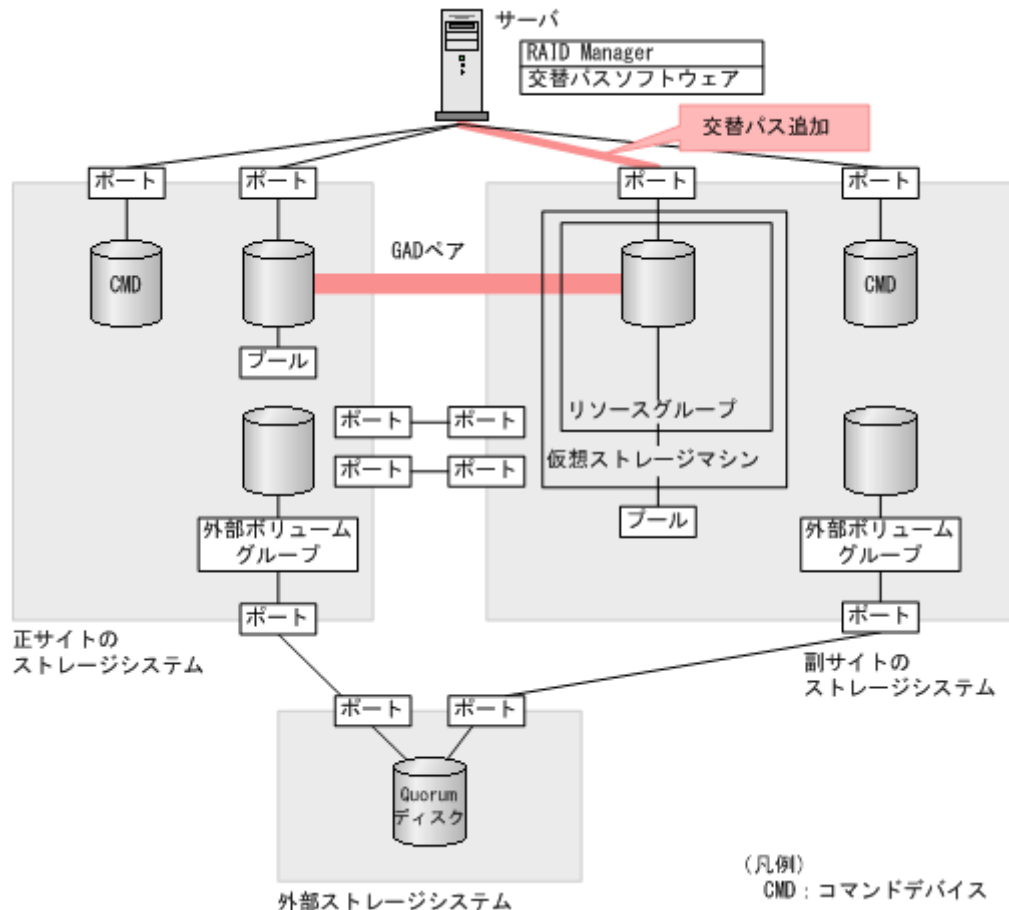 サーバ
RAID Manager
交替パスソフトウェア
交替パス追加
ポート
ポート
ポート
ポート
CMD
GADペア
CMD
プール
リソースグループ
ポート
ポート
仮想ストレージマシン
ポート
ポート
プール
外部ボリューム
グループ
外部ボリューム
グループ
ポート
ポート
正サイトの
ストレージシステム
副サイトの
ストレージシステム
ポート
ポート
Quorum
ディスク
(凡例)
CMD:コマンドデバイス
外部ストレージシステム